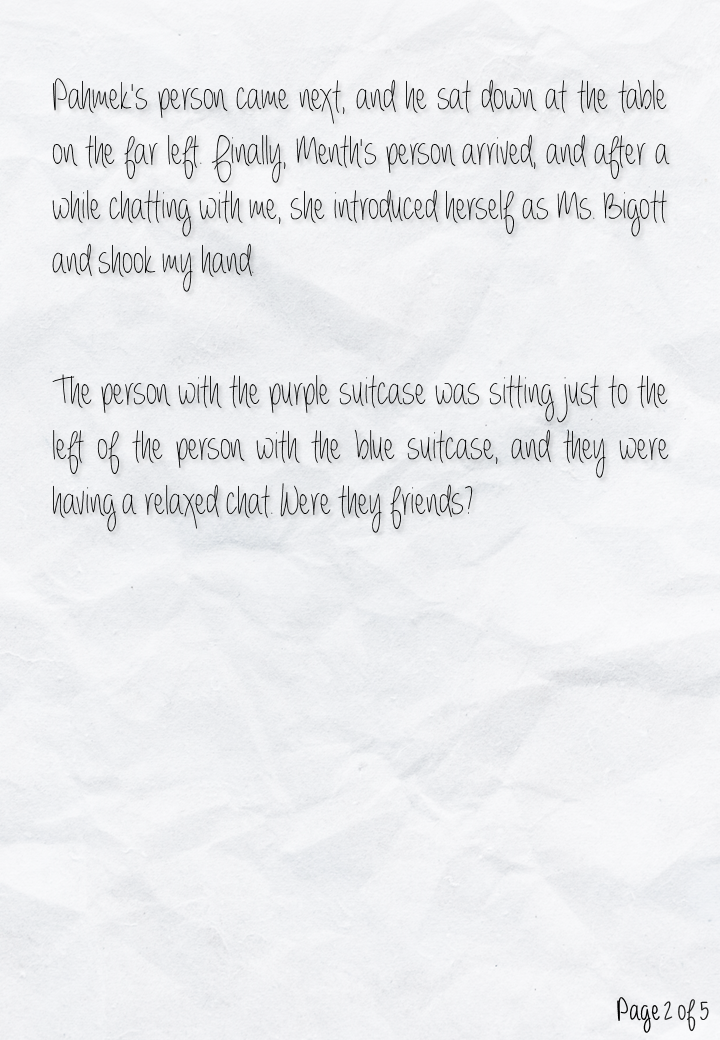 Pahmek's person came next, and he sat down at the table
on the far left. Finally, Menth's person arrived, and after a
while chatting with me, she introduced herself as Ms. Bigott
and shook my hand.
The person with the purple suitcase was sitting just to the
left of the person with the blue suitcase, and they were
having a relaxed chat. Were they friends?
Page 2 of 5